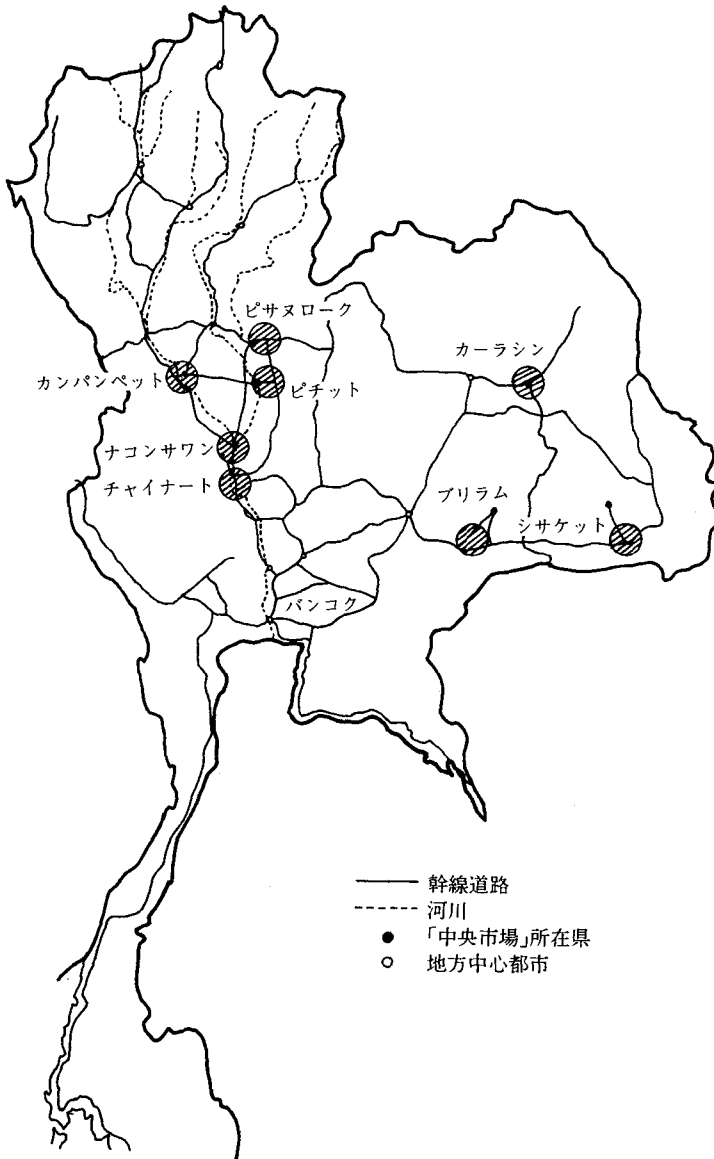 ピサヌローク
カーラシン
カンパンペット
ピチット
ナコンサワン
チャイナート
ブリラム
シサケット
バンコク
幹線道路
河川
「中央市場」所在県
地方中心都市